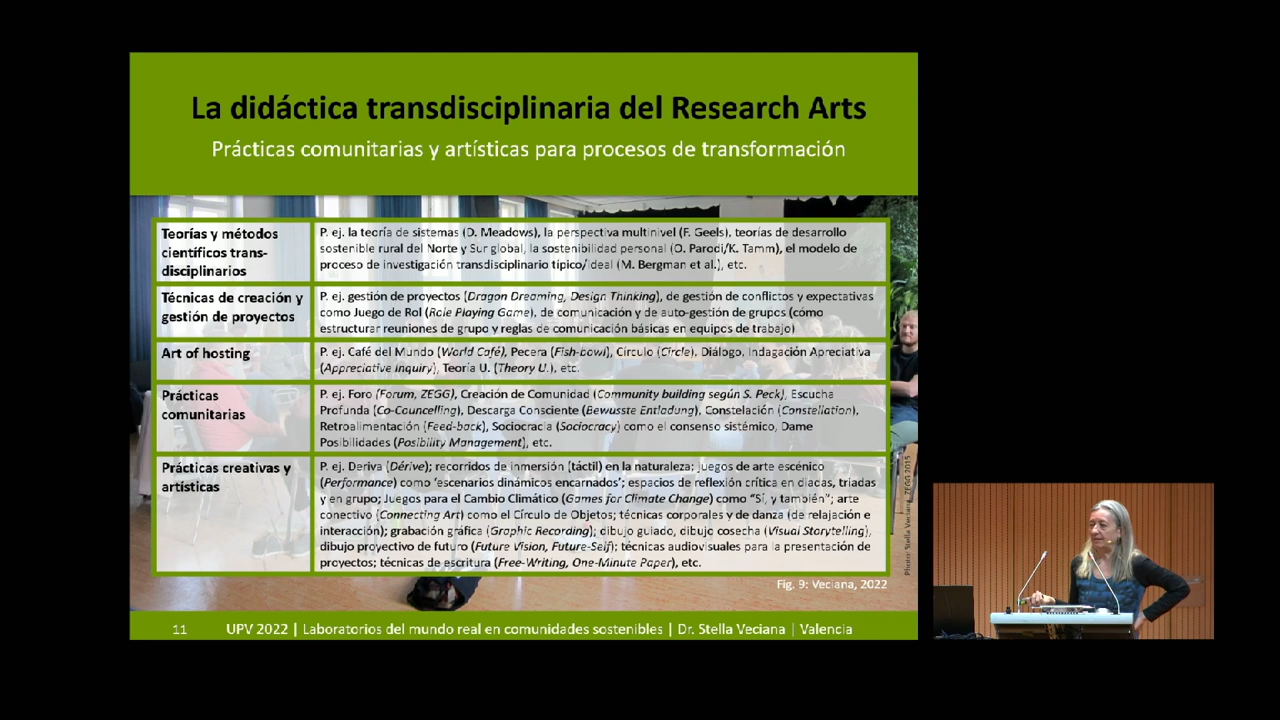 La didáctica transdisciplinaria del Research Arts
Prácticas comunitarias y artísticas para procesos de transformación
Teorías y métodos
científicos trans-
disciplinarios
P. ej. la teoría de sistemas (D. Meadows), la perspectiva multinivel (F. Geels), teorías de desarrollo
sostenible rural del Norte y Sur global, la sostenibilidad personal (O. Parodi/K. Tamm), el modelo de
proceso de investigación transdisciplinario típico/ideal (M. Bergman et al.), etc.
Técnicas de creación y
gestión de proyectos
P. ej. gestión de proyectos (Dragon Dreaming, Design Thinking), de gestión de conflictos y expectativas
como Juego de Rol (Role Playing Game), de comunicación y de auto-gestión de grupos (cómo
estructurar reuniones de grupo y reglas de comunicación básicas en equipos de trabajo)
Art of hosting
P. ej. Café del Mundo (World Café), Pecera (Fish-bowl), Círculo (Circle), Diálogo, Indagación Apreciativa
(Appreciative Inquiry), Teoría U. (Theory U.), etc.
Prácticas
comunitarias
P. ej. Foro (Forum, ZEGG), Creación de Comunidad (Community building según S. Peck), Escucha
Profunda (Co-Councelling), Descarga Consciente (Bewusste Entladung), Constelación (Constellation),
Retroalimentación (Feed-back), Sociocracia (Sociocracy) como el consenso sistémico, Dame
Posibilidades (Posibility Management), etc.
Prácticas creativas y
artísticas
P. ej. Deriva (Dérive); recorridos de inmersión (táctil) en la naturaleza; juegos de arte escénico
(Performance) como ‘escenarios dinámicos encarnados’; espacios de reflexión crítica en díadas, tríadas
y en grupo; Juegos para el Cambio Climático (Games for Climate Change) como “Sí, y también”; arte
conectivo (Connecting Art) como el Círculo de Objetos; técnicas corporales y de danza (de relajación e
interacción); grabación gráfica (Graphic Recording); dibujo guiado, dibujo cosecha (Visual Storytelling),
dibujo proyectivo de futuro (Future Vision, Future-Self); técnicas audiovisuales para la presentación de
proyectos; técnicas de escritura (Free-Writing, One-Minute Paper), etc.
Photo: Stella Veciana, ZEGG 2015
Fig. 9: Veciana, 2022
11 UPV 2022 | Laboratorios del mundo real en comunidades sostenibles | Dr. Stella Veciana | Valencia